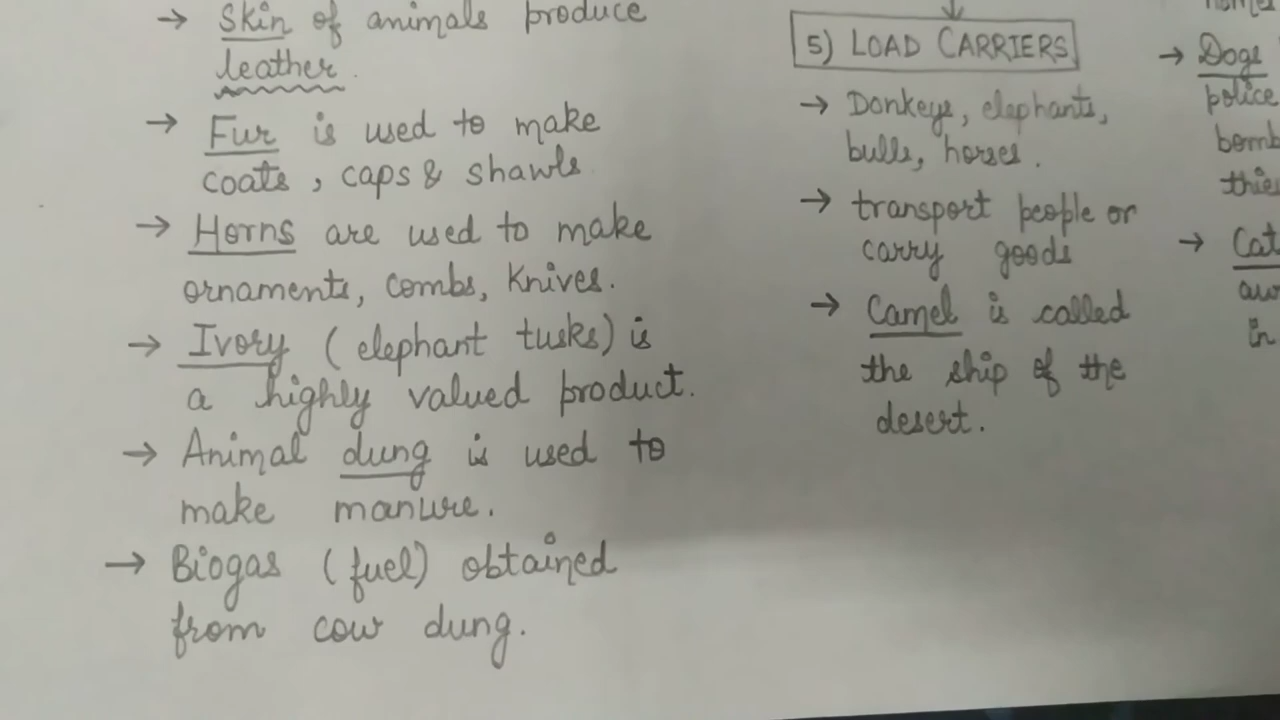 → Skin of animals produce
leather.
→ Fur is used to make
coats, caps & shawls
→ Horns are used to make
ornaments, combs, Knives.
→ Ivory (elephant tusks) is
a highly valued product.
→ Animal dung is used to
make manure.
→ Biogas (fuel) obtained
from cow dung.
5) LOAD CARRIERS
→ Donkeys, elephants,
bulls, horses.
→ transport people or
carry goods
→ Camel is called
the ship of the
desert.
→ Dogs
police
bomb
→ Cat
in